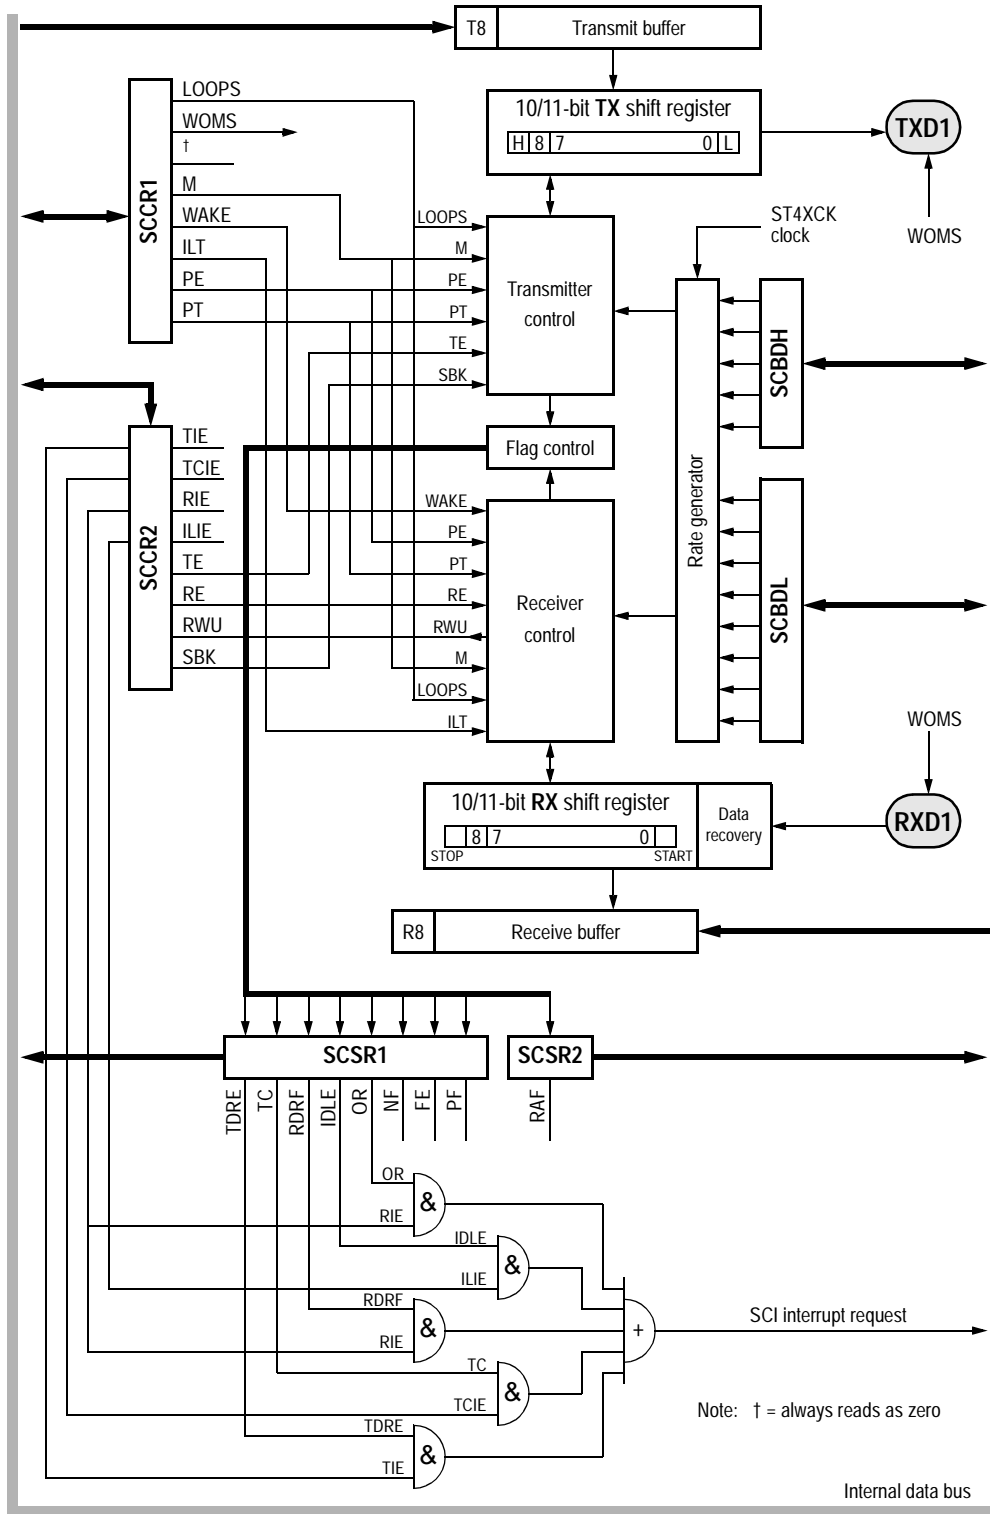 T8 Transmit buffer
10/11-bit TX shift register
H 8 7 0 L
TXD1
WOMS
ST4XCK
clock
SCCR1
LOOPS
WOMS
†
M
WAKE
ILT
PE
PT
LOOPS
M
PE
PT
TE
SBK
Transmitter
control
Rate generator
SCBDH
SCBDL
Flag control
SCCR2
TIE
TCIE
RIE
ILIE
TE
RE
RWU
SBK
WAKE
PE
PT
RE
RWU
M
LOOPS
ILT
Receiver
control
WOMS
RXD1
10/11-bit RX shift register
8 7 0
STOP START
Data
recovery
R8 Receive buffer
SCSR1
SCSR2
TDRE
TC
RDRF
IDLE
OR
NF
FE
PF
RAF
OR
&
RIE
IDLE
&
ILIE
RDRF
&
RIE
TC
&
TCIE
TDRE
&
TIE
+
SCI interrupt request
Note: † = always reads as zero
Internal data bus